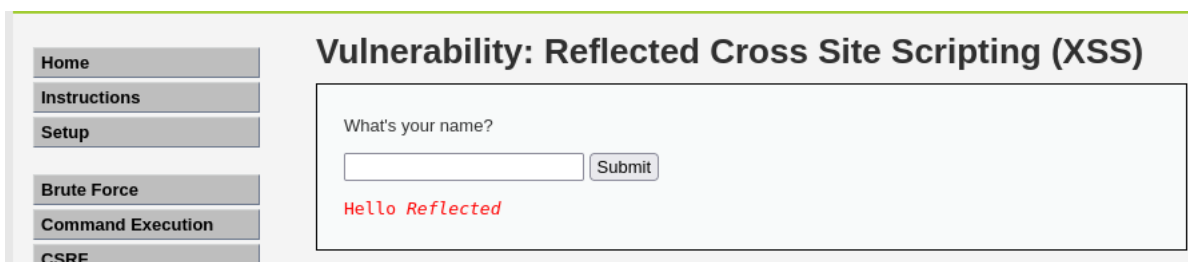 Home
Instructions
Setup
Brute Force
Command Execution
CSRF
Vulnerability: Reflected Cross Site Scripting (XSS)
What's your name?
Submit
Hello Reflected